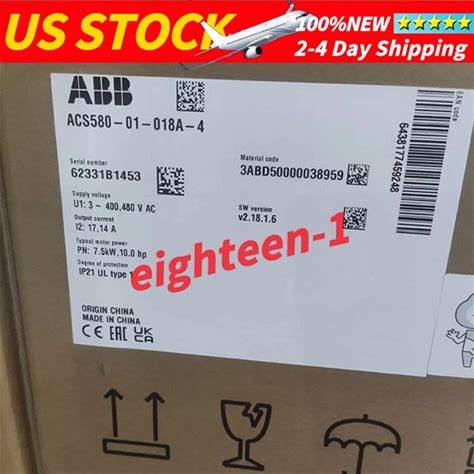 US STOCK
100%NEW
2-4 Day Shipping
ABB
ACS580-01-018A-4
Serial number
62331B1453
Material code
3ABD50000038959
Supply voltage
U1: 3 ~ 400,480 V AC
Output current
I2: 17,14 A
SW version
v2.18.1.6
Typical motor power
PN: 7.5kW,10.0 hp
Degree of protection
IP21 UL type
eighteen-1
ORIGIN CHINA
MADE IN CHINA
CE EAC UK CA
EAN code
6438177459248